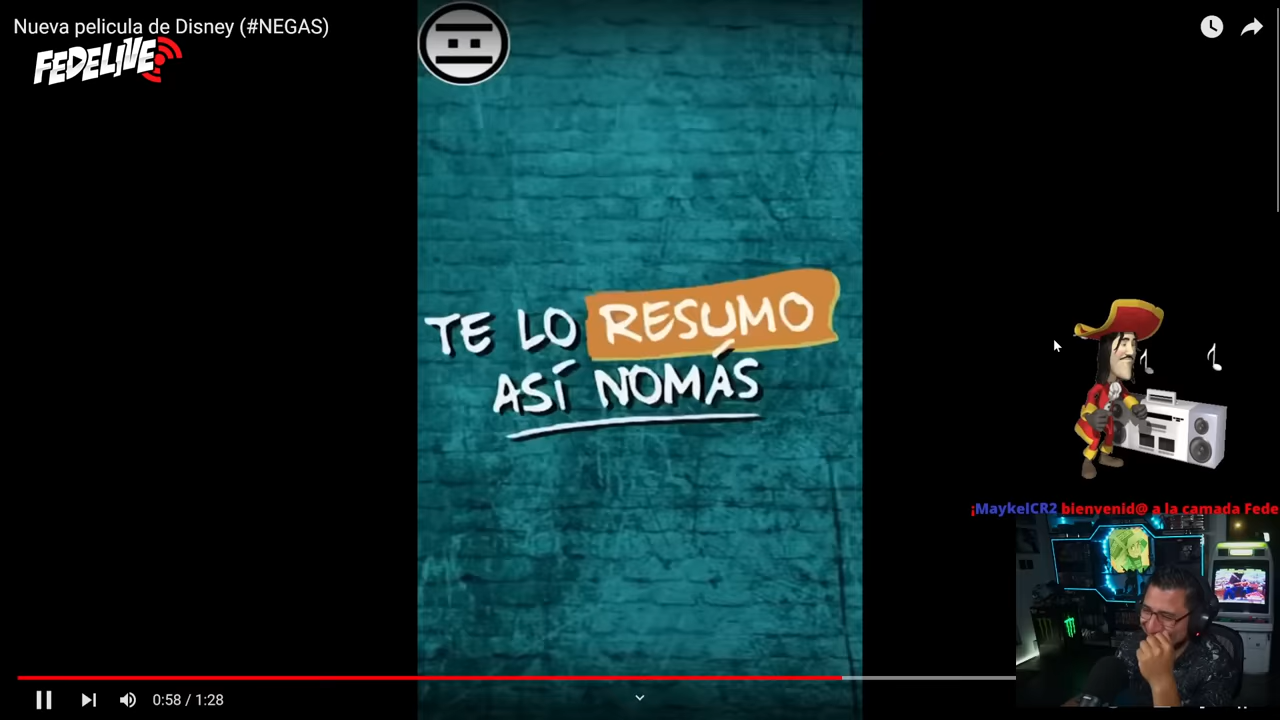 Nueva pelicula de Disney (#NEGAS)
FEDELIVE
TE LO RESUMO
ASÍ NOMÁS
¡MaykelCR2 bienvenid@ a la camada Fede
0:58 / 1:28